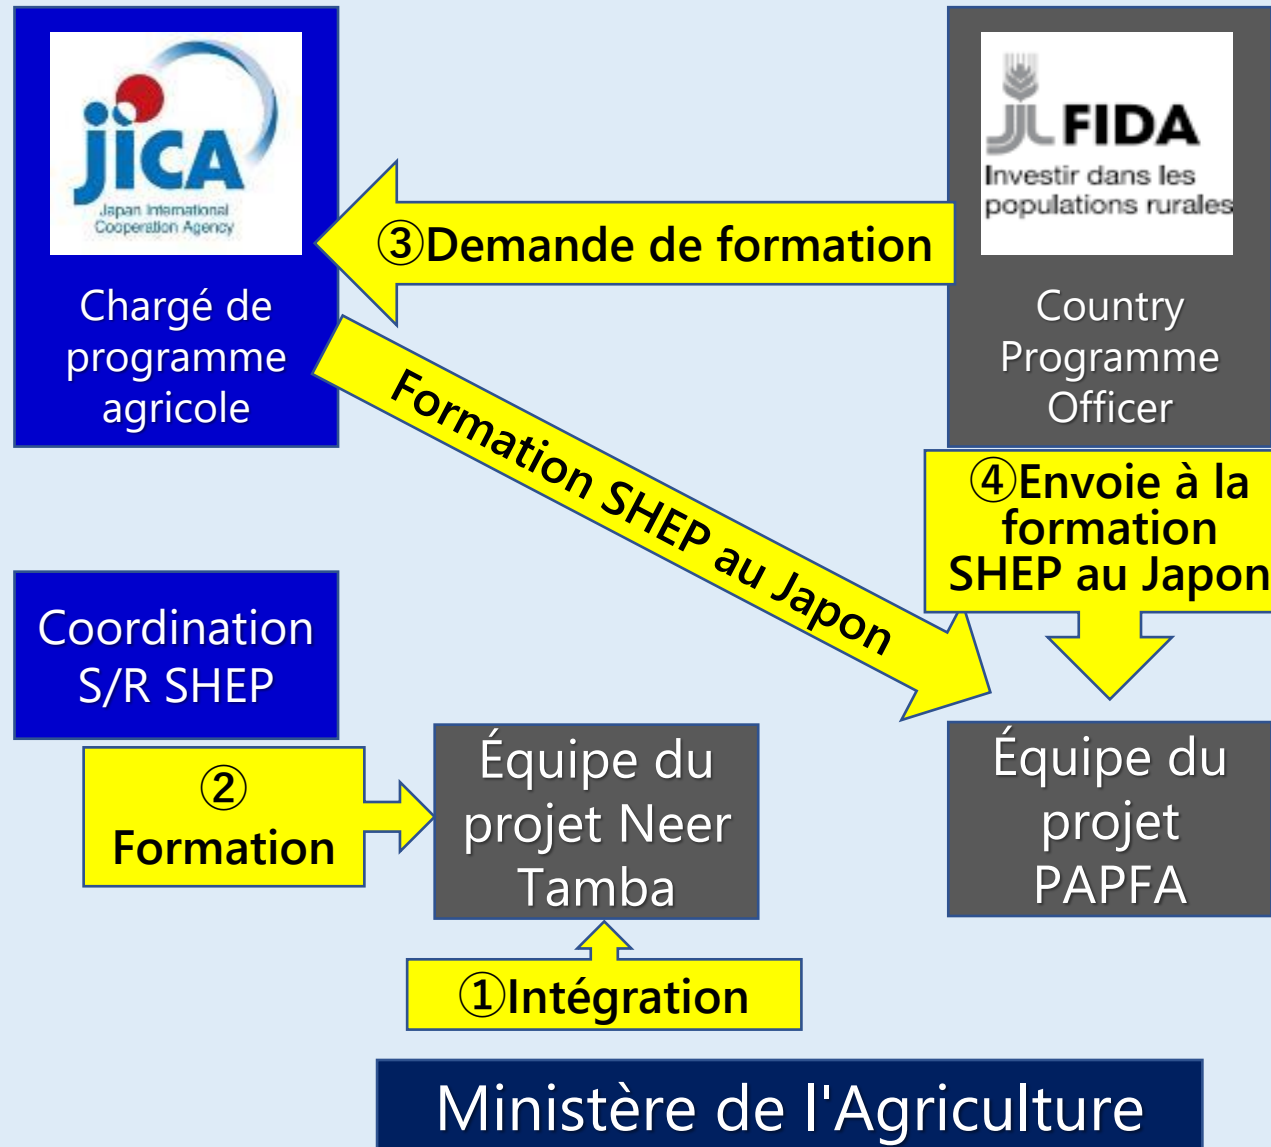 jica
Japan International
Cooperation Agency
Chargé de
programme
agricole
FIDA
Investir dans les
populations rurales
Country
Programme
Officer
③Demande de formation
Formation SHEP au Japon
④Envoie à la
formation
SHEP au Japon
Coordination
S/R SHEP
②
Formation
Équipe du
projet Neer
Tamba
Équipe du
projet
PAPFA
①Intégration
Ministère de l'Agriculture